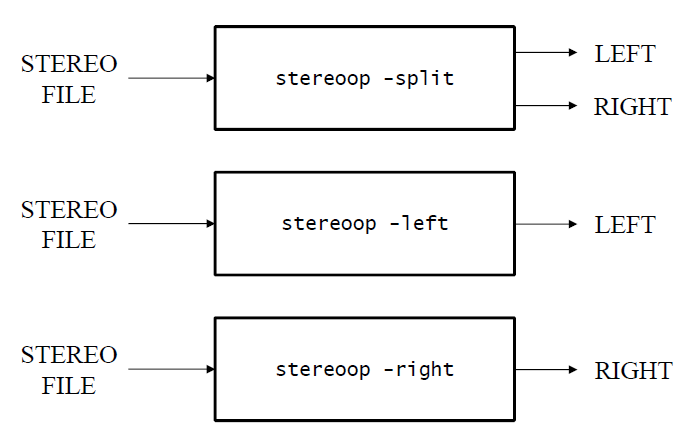 STEREO
FILE
stereoop -split
LEFT
RIGHT
STEREO
FILE
stereoop -left
LEFT
STEREO
FILE
stereoop -right
RIGHT